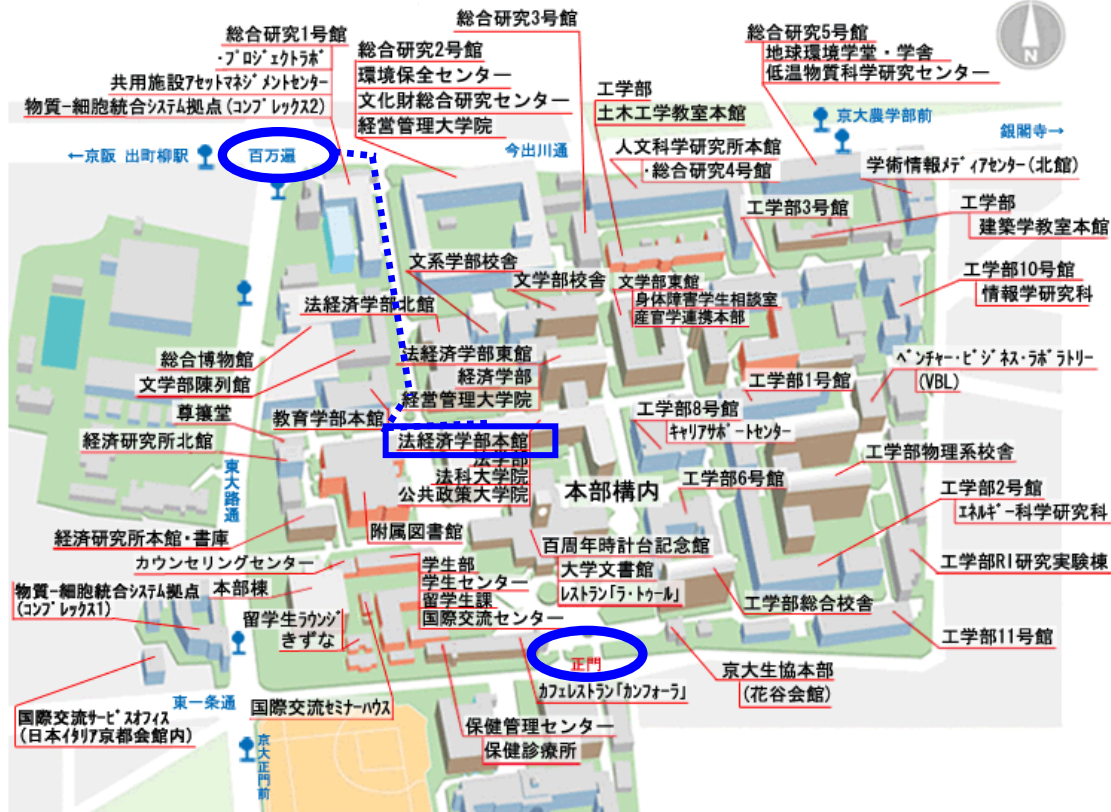 総合研究1号館
・プロジェクトラボ
共用施設アセットマネジメントセンター
物質-細胞統合システム拠点(コンプレックス2)
総合研究2号館
環境保全センター
文化財総合研究センター
経営管理大学院
総合研究3号館
工学部
土木工学教室本館
人文科学研究所本館
・総合研究4号館
総合研究5号館
地球環境学堂・学舎
低温物質科学研究センター
N
←京阪 出町柳駅
百万遍
今出川通
京大農学部前
銀閣寺→
学術情報メディアセンター(北館)
工学部3号館
工学部
建築学教室本館
工学部10号館
情報学研究科
文系学部校舎
文学部校舎
文学部東館
身体障害学生相談室
産官学連携本部
法経済学部北館
総合博物館
文学部陳列館
尊攘堂
経済研究所北館
教育学部本館
法経済学部東館
経済学部
経営管理大学院
法経済学部本館
法学部
法科大学院
公共政策大学院
工学部1号館
ベンチャー・ビジネス・ラボラトリー
(VBL)
工学部8号館
キャリアサポートセンター
工学部物理系校舎
本部構内
工学部6号館
工学部2号館
エネルギー科学研究科
東大路通
経済研究所本館・書庫
附属図書館
百周年時計台記念館
大学文書館
レストラン「ラ・トゥール」
工学部RI研究実験棟
カウンセリングセンター
学生部
学生センター
留学生課
国際交流センター
物質-細胞統合システム拠点
(コンプレックス1)
本部棟
留学生ラウンジ
きずな
工学部総合校舎
工学部11号館
正門
京大生協本部
(花谷会館)
カフェレストラン「カンフォーラ」
東一条通
国際交流セミナーハウス
国際交流サービスオフィス
(日本イタリア京都会館内)
保健管理センター
保健診療所
京大正門前